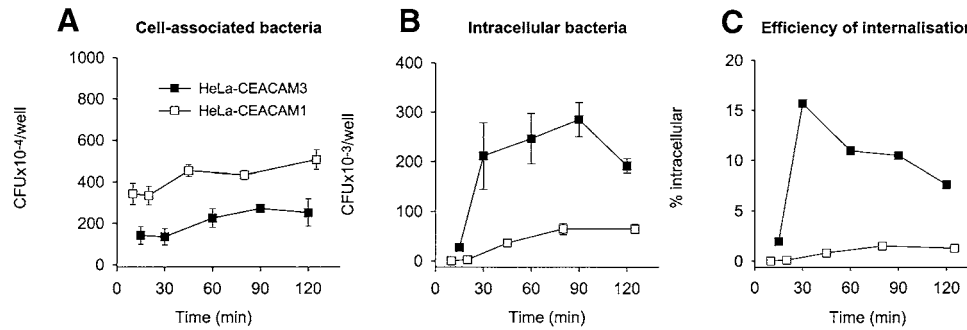 A Cell-associated bacteria
1000
800
600
400
200
0
CFUx10-4/well
HeLa-CEACAM3
HeLa-CEACAM1
0 30 60 90 120
Time (min)
B Intracellular bacteria
400
300
200
100
0
CFUx10-3/well
0 30 60 90 120
Time (min)
C Efficiency of internalisation
20
15
10
5
0
% intracellular
0 30 60 90 120
Time (min)